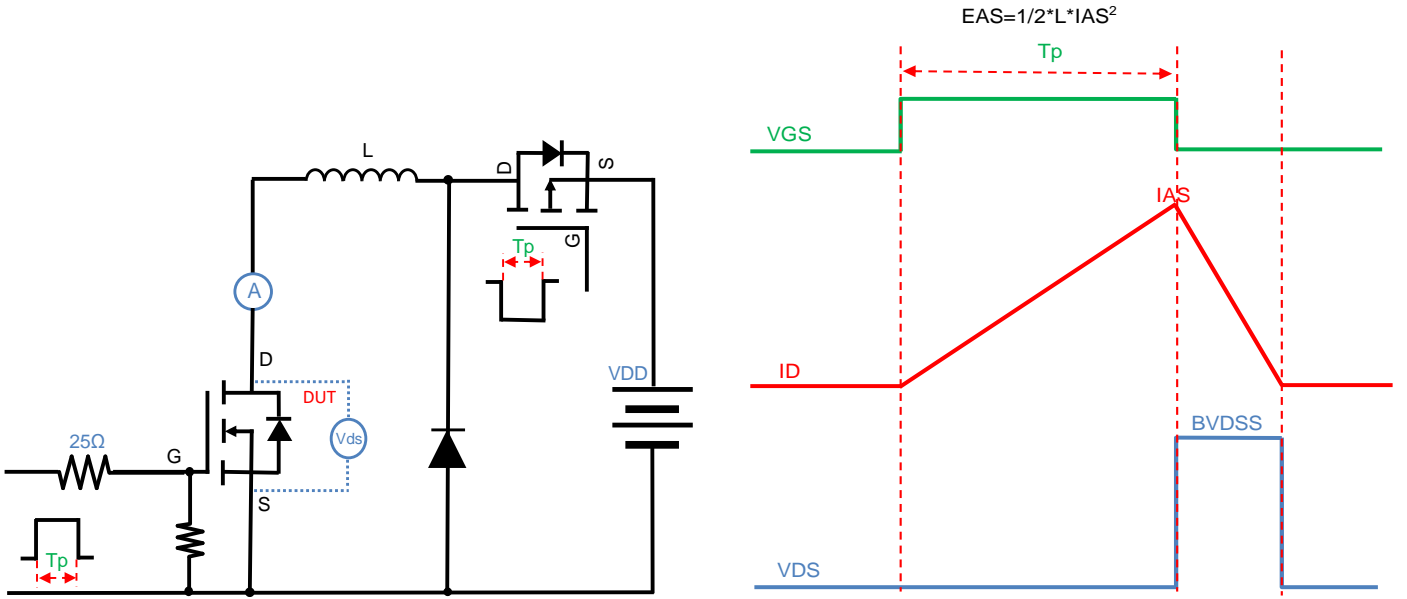 EAS=1/2*L*IAS²
Tp
VGS
IAS
ID
BVDSS
VDS
L
D
S
G
Tp
A
D
DUT
Vds
VDD
25Ω
G
S
Tp